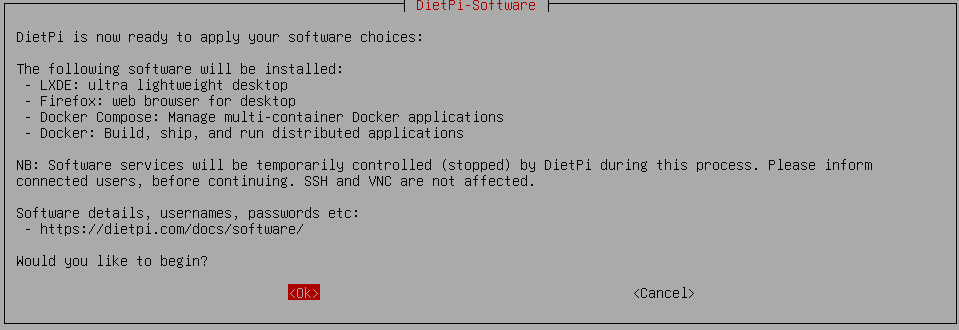 DietPi-Software
DietPi is now ready to apply your software choices:
The following software will be installed:
- LXDE: ultra lightweight desktop
- Firefox: web browser for desktop
- Docker Compose: Manage multi-container Docker applications
- Docker: Build, ship, and run distributed applications
NB: Software services will be temporarily controlled (stopped) by DietPi during this process. Please inform
connected users, before continuing. SSH and VNC are not affected.
Software details, usernames, passwords etc:
- https://dietpi.com/docs/software/
Would you like to begin?
<Ok> <Cancel>